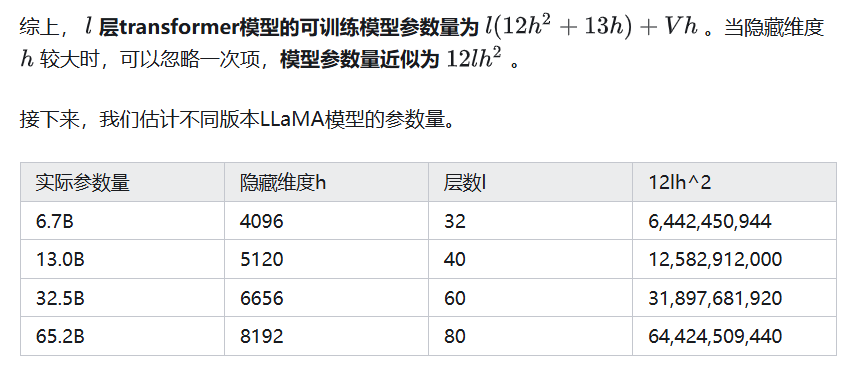 综上， l 层transformer模型的可训练模型参数量为 l(12h² + 13h) + Vh 。当隐藏维度
h 较大时，可以忽略一次项，模型参数量近似为 12lh² 。
接下来，我们估计不同版本LLaMA模型的参数量。
实际参数量 隐藏维度h 层数l 12lh^2
6.7B 4096 32 6,442,450,944
13.0B 5120 40 12,582,912,000
32.5B 6656 60 31,897,681,920
65.2B 8192 80 64,424,509,440